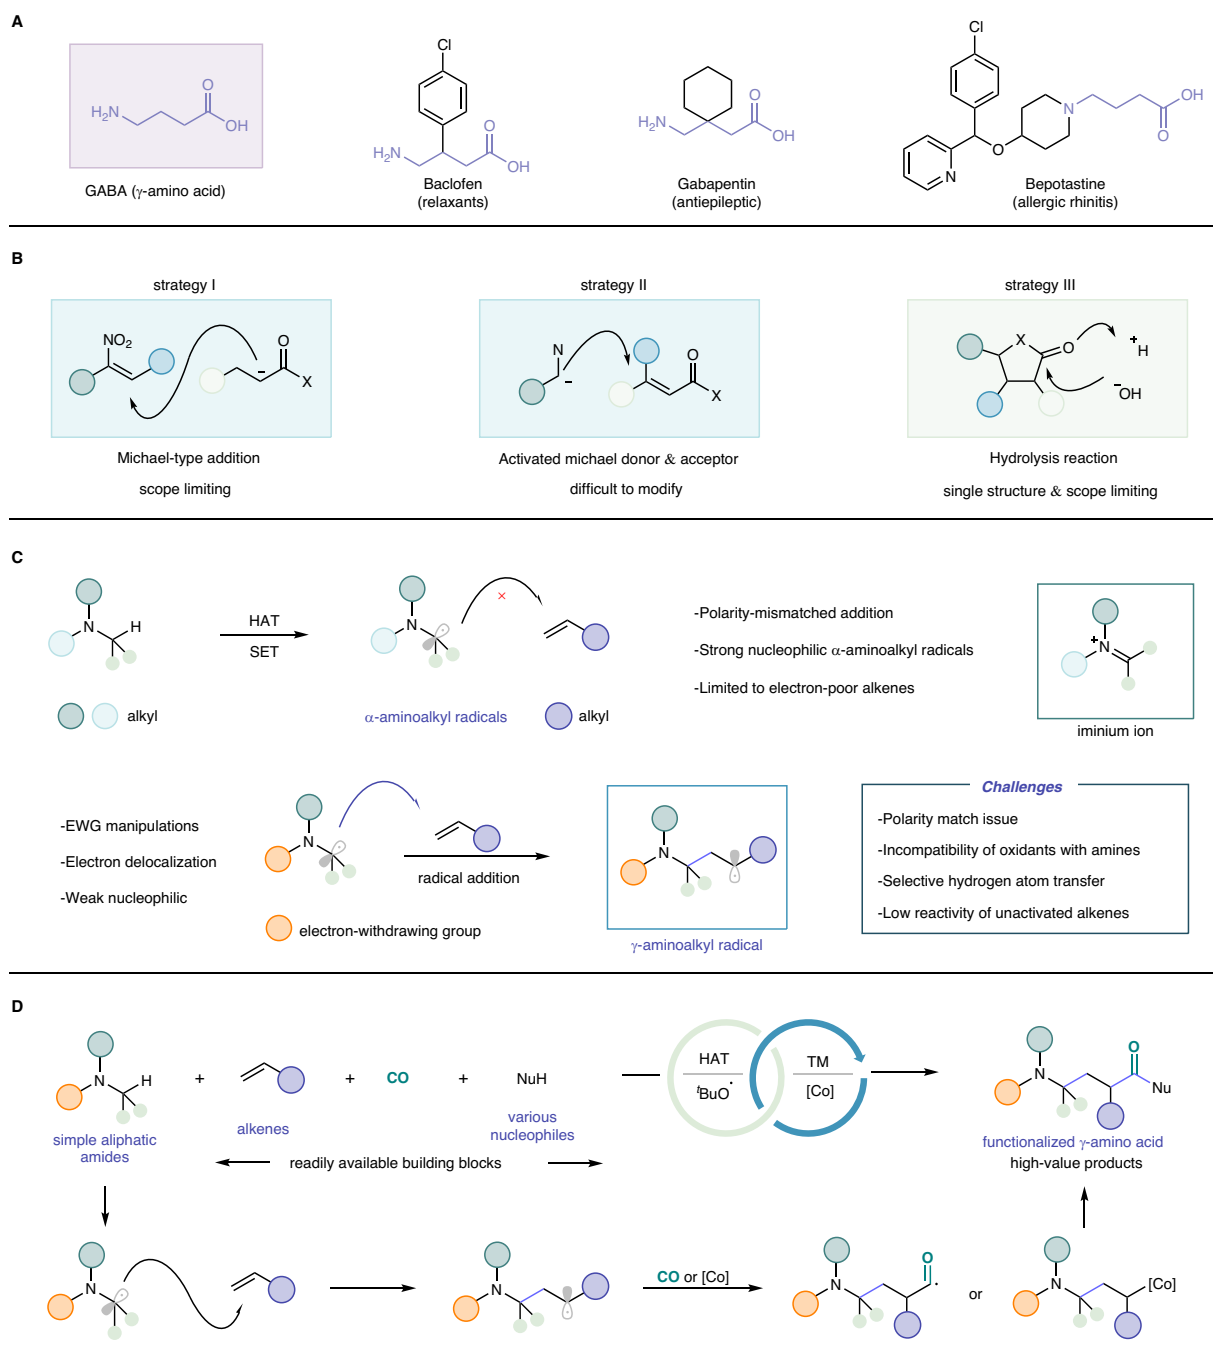 A
Cl
Cl
H₂N
O
OH
GABA (γ-amino acid)
H₂N
O
OH
Baclofen
(relaxants)
H₂N
O
OH
Gabapentin
(antiepileptic)
N
O
N
O
OH
Bepotastine
(allergic rhinitis)
B
strategy I
strategy II
strategy III
NO₂
O
X
N
O
X
X
O
H
OH
Michael-type addition
scope limiting
Activated michael donor & acceptor
difficult to modify
Hydrolysis reaction
single structure & scope limiting
C
N
H
HAT
SET
N
×
-Polarity-mismatched addition
-Strong nucleophilic α-aminoalkyl radicals
-Limited to electron-poor alkenes
+
N
iminium ion
alkyl
α-aminoalkyl radicals
alkyl
-EWG manipulations
-Electron delocalization
-Weak nucleophilic
N
radical addition
electron-withdrawing group
N
γ-aminoalkyl radical
Challenges
-Polarity match issue
-Incompatibility of oxidants with amines
-Selective hydrogen atom transfer
-Low reactivity of unactivated alkenes
D
N
H
+
+
CO
+
NuH
HAT
ᵗBuO˙
TM
[Co]
N
O
Nu
simple aliphatic
amides
alkenes
various
nucleophiles
readily available building blocks
functionalized γ-amino acid
high-value products
N
N
CO or [Co]
N
O
or
N
[Co]